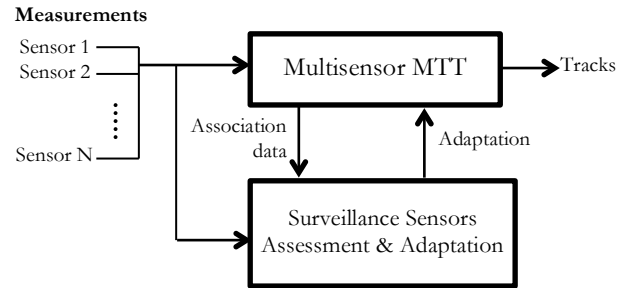 Measurements
Sensor 1
Sensor 2
Sensor N
Multisensor MTT
Tracks
Association
data
Adaptation
Surveillance Sensors
Assessment & Adaptation